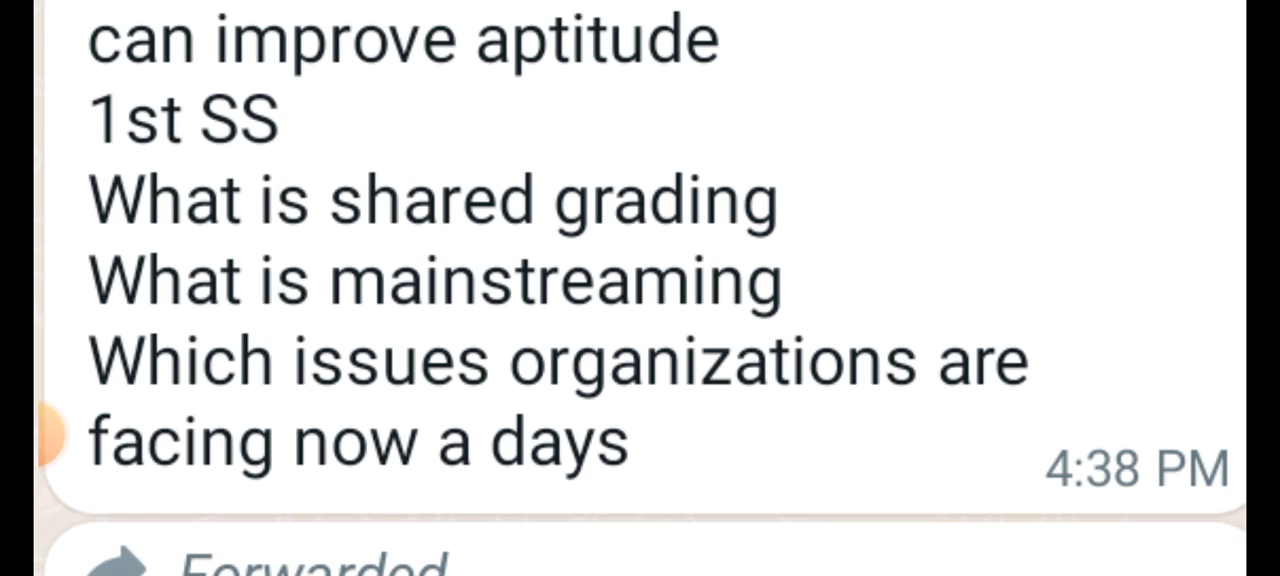 can improve aptitude
1st SS
What is shared grading
What is mainstreaming
Which issues organizations are
facing now a days
4:38 PM
Forwarded